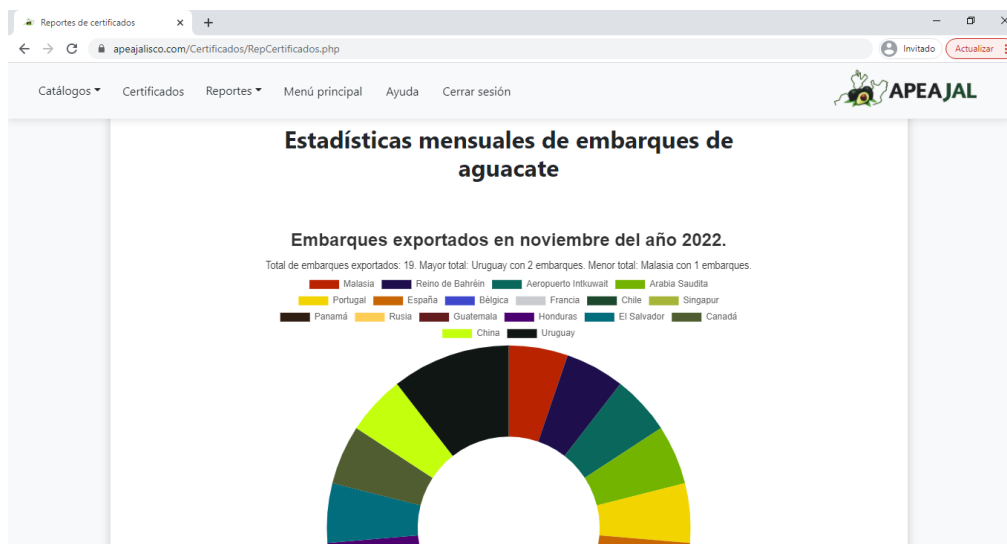 Reportes de certificados
apeajalisco.com/Certificados/RepCertificados.php
Invitado
Actualizar
Catálogos Certificados Reportes Menú principal Ayuda Cerrar sesión
APEAJAL
Estadísticas mensuales de embarques de
aguacate
Embarques exportados en noviembre del año 2022.
Total de embarques exportados: 19. Mayor total: Uruguay con 2 embarques. Menor total: Malasia con 1 embarques.
Malasia Reino de Bahréin Aeropuerto Intkuwait Arabia Saudita
Portugal España Bélgica Francia Chile Singapur
Panamá Rusia Guatemala Honduras El Salvador Canadá
China Uruguay